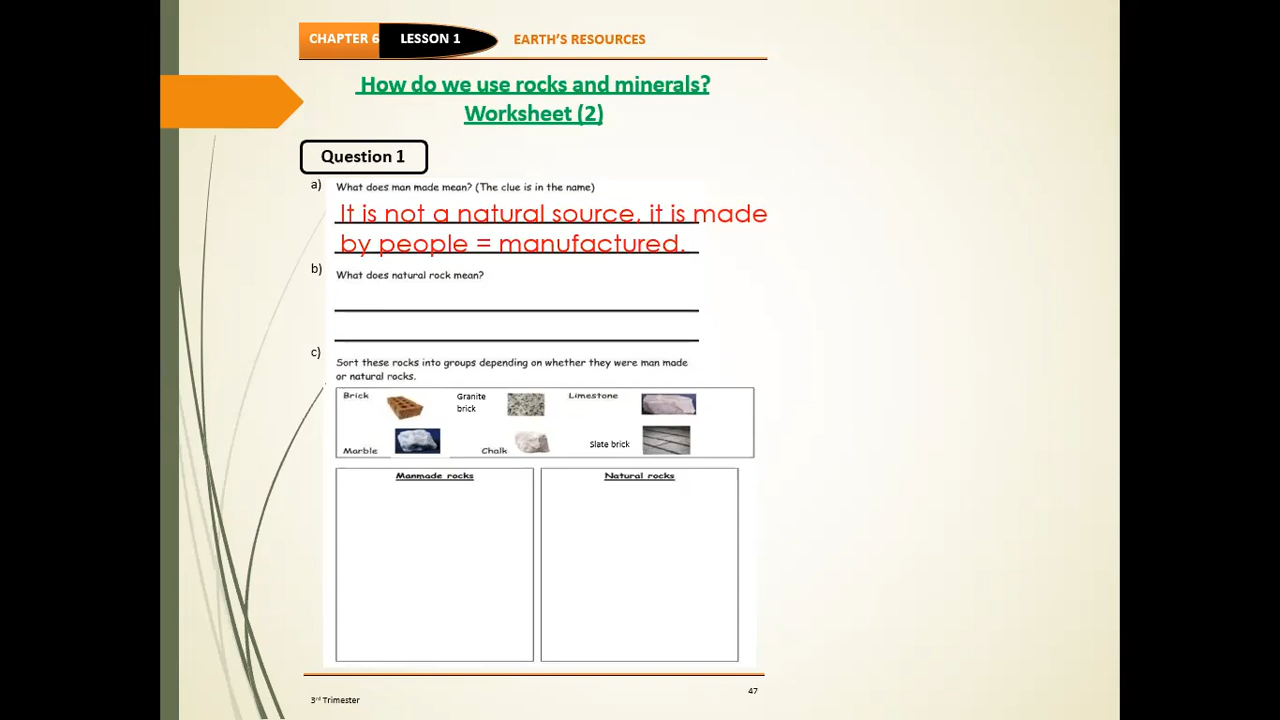 CHAPTER 6 LESSON 1 EARTH'S RESOURCES
How do we use rocks and minerals?
Worksheet (2)
Question 1
a) What does man made mean? (The clue is in the name)
It is not a natural source, it is made
by people = manufactured.
b) What does natural rock mean?
c) Sort these rocks into groups depending on whether they were man made
or natural rocks.
Brick Granite brick Limestone
Marble Chalk Slate brick
Manmade rocks Natural rocks
47
3rd Trimester